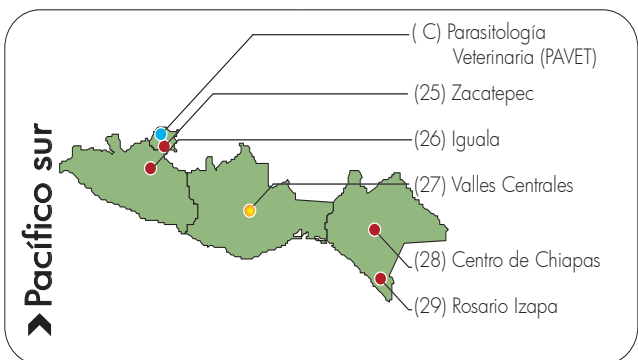 Pacífico sur
( C) Parasitología
Veterinaria (PAVET)
(25) Zacatepec
(26) Iguala
(27) Valles Centrales
(28) Centro de Chiapas
(29) Rosario Izapa